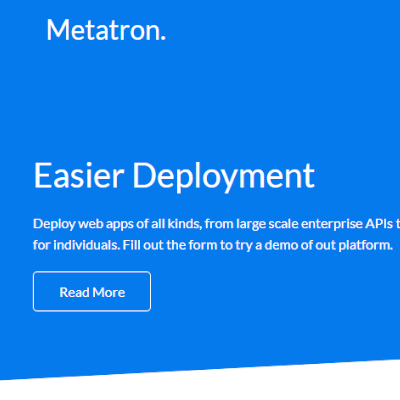 Metatron.
Easier Deployment
Deploy web apps of all kinds, from large scale enterprise APIs
for individuals. Fill out the form to try a demo of out platform.
Read More